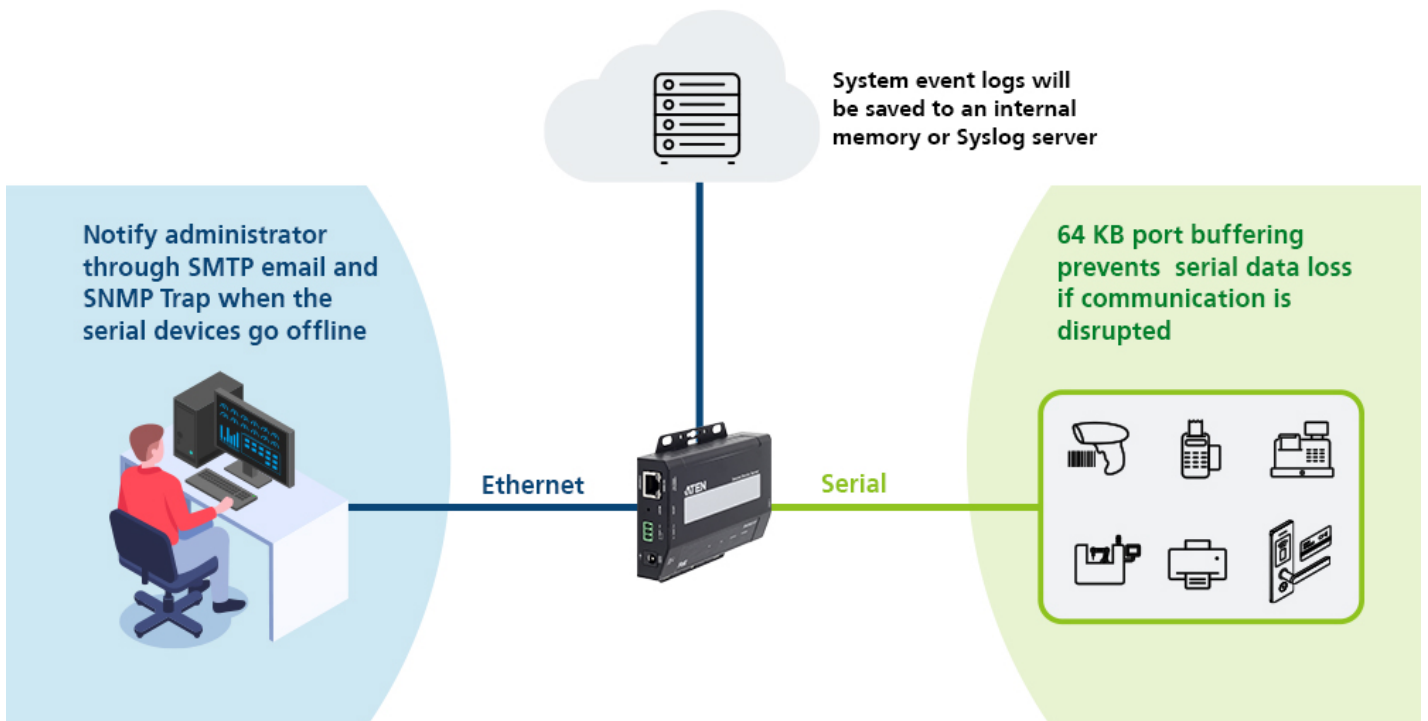 System event logs will
be saved to an internal
memory or Syslog server
Notify administrator
through SMTP email and
SNMP Trap when the
serial devices go offline
64 KB port buffering
prevents serial data loss
if communication is
disrupted
Ethernet
Serial
ATEN